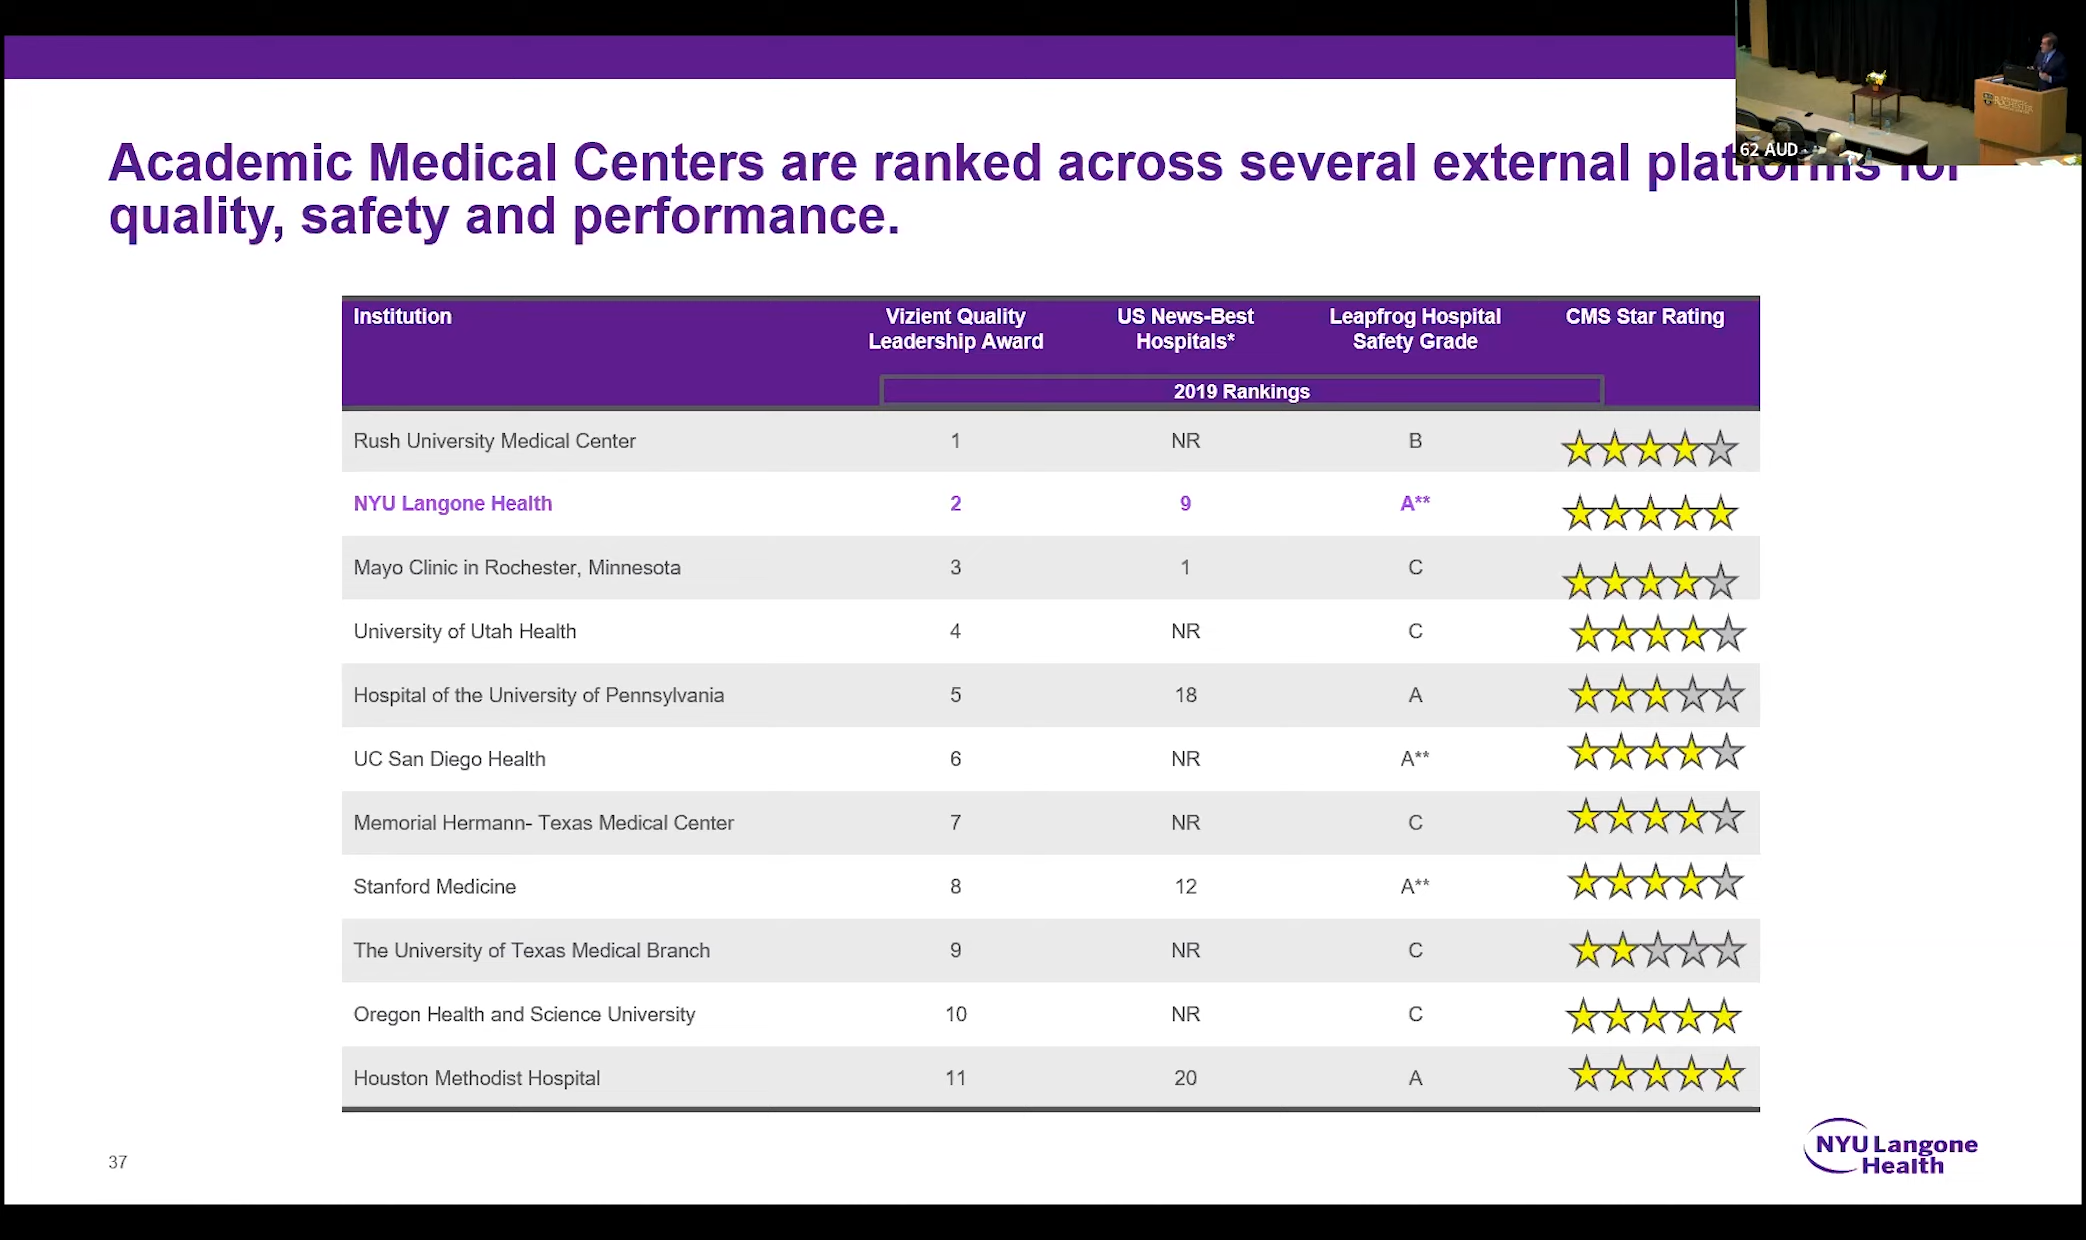 Academic Medical Centers are ranked across several external platforms for
quality, safety and performance.
62 AUD
ROCHESTER
Institution
Vizient Quality
Leadership Award
US News-Best
Hospitals*
Leapfrog Hospital
Safety Grade
CMS Star Rating
2019 Rankings
Rush University Medical Center 1 NR B
NYU Langone Health 2 9 A**
Mayo Clinic in Rochester, Minnesota 3 1 C
University of Utah Health 4 NR C
Hospital of the University of Pennsylvania 5 18 A
UC San Diego Health 6 NR A**
Memorial Hermann- Texas Medical Center 7 NR C
Stanford Medicine 8 12 A**
The University of Texas Medical Branch 9 NR C
Oregon Health and Science University 10 NR C
Houston Methodist Hospital 11 20 A
37
NYU Langone
Health